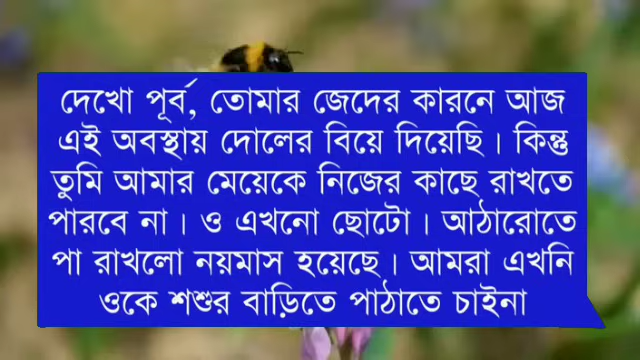 দেখো পূর্ব, তোমার জেদের কারনে আজ
এই অবস্থায় দোলের বিয়ে দিয়েছি। কিন্তু
তুমি আমার মেয়েকে নিজের কাছে রাখতে
পারবে না। ও এখনো ছোটো। আঠারোতে
পা রাখলো নয়মাস হয়েছে। আমরা এখনি
ওকে শশুর বাড়িতে পাঠাতে চাইনা